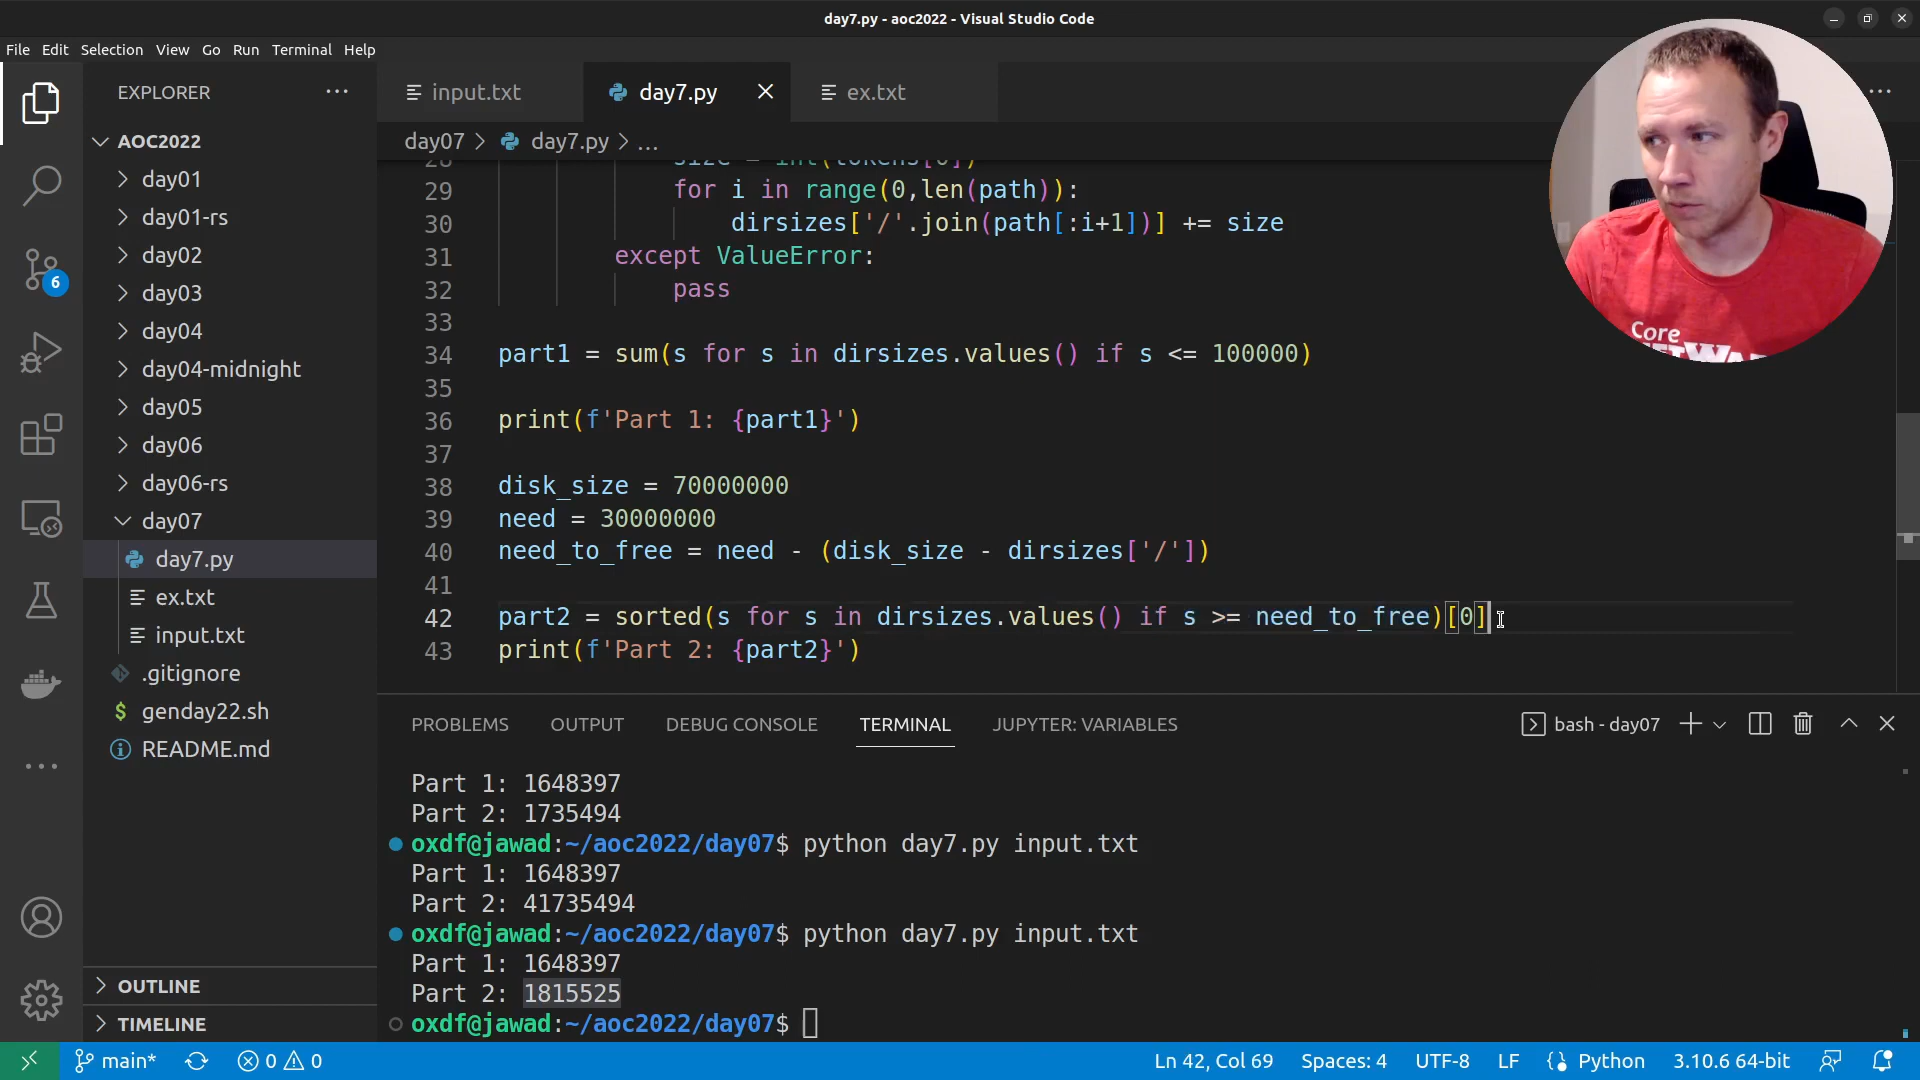 day7.py - aoc2022 - Visual Studio Code
File Edit Selection View Go Run Terminal Help
EXPLORER
input.txt
day7.py
ex.txt
AOC2022
day01
day01-rs
day02
day03
day04
day04-midnight
day05
day06
day06-rs
day07
day7.py
ex.txt
input.txt
.gitignore
genday22.sh
README.md
OUTLINE
TIMELINE
6
day07 > day7.py > ...
28 size = int(tokens[0])
29 for i in range(0,len(path)):
30 dirsizes['/'.join(path[:i+1])] += size
31 except ValueError:
32 pass
33
34 part1 = sum(s for s in dirsizes.values() if s <= 100000)
35
36 print(f'Part 1: {part1}')
37
38 disk_size = 70000000
39 need = 30000000
40 need_to_free = need - (disk_size - dirsizes['/'])
41
42 part2 = sorted(s for s in dirsizes.values() if s >= need_to_free)[0]
43 print(f'Part 2: {part2}')
Core
PROBLEMS OUTPUT DEBUG CONSOLE TERMINAL JUPYTER: VARIABLES
bash - day07
Part 1: 1648397
Part 2: 1735494
oxdf@jawad:~/aoc2022/day07$ python day7.py input.txt
Part 1: 1648397
Part 2: 41735494
oxdf@jawad:~/aoc2022/day07$ python day7.py input.txt
Part 1: 1648397
Part 2: 1815525
oxdf@jawad:~/aoc2022/day07$
main* 0 0 Ln 42, Col 69 Spaces: 4 UTF-8 LF Python 3.10.6 64-bit